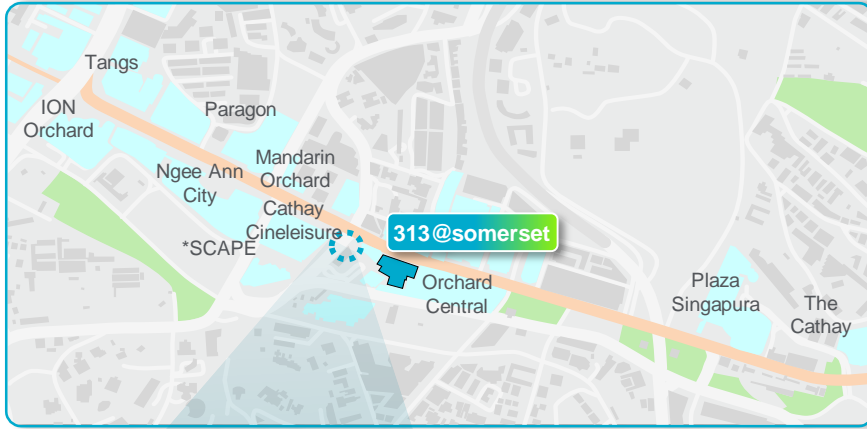 Tangs
ION
Orchard
Paragon
Ngee Ann
City
Mandarin
Orchard
Cathay
Cineleisure
*SCAPE
313@somerset
Orchard
Central
Plaza
Singapura
The
Cathay